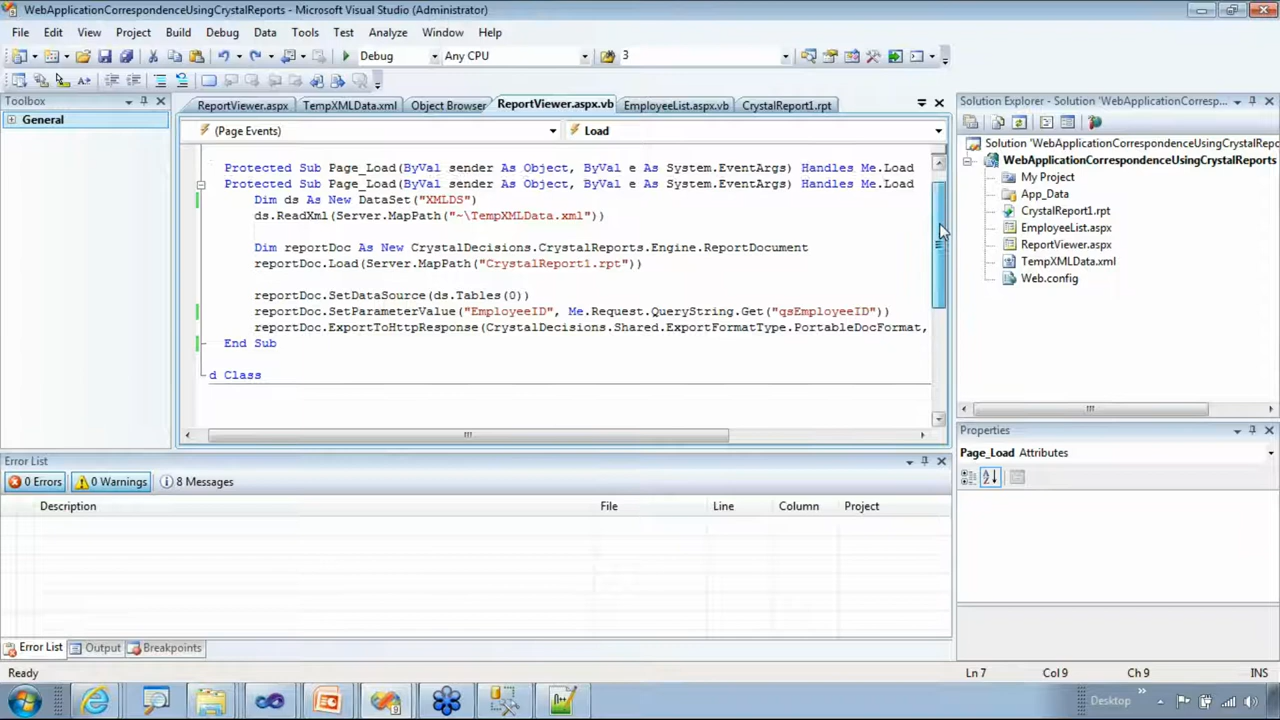 WebApplicationCorrespondenceUsingCrystalReports - Microsoft Visual Studio (Administrator)
File Edit View Project Build Debug Data Tools Test Analyze Window Help
Debug Any CPU 3
Toolbox
General
ReportViewer.aspx TempXMLData.xml Object Browser ReportViewer.aspx.vb EmployeeList.aspx.vb CrystalReport1.rpt
(Page Events) Load
Protected Sub Page_Load(ByVal sender As Object, ByVal e As System.EventArgs) Handles Me.Load
Protected Sub Page_Load(ByVal sender As Object, ByVal e As System.EventArgs) Handles Me.Load
Dim ds As New DataSet("XMLDS")
ds.ReadXml(Server.MapPath("~\TempXMLData.xml"))
Dim reportDoc As New CrystalDecisions.CrystalReports.Engine.ReportDocument
reportDoc.Load(Server.MapPath("CrystalReport1.rpt"))
reportDoc.SetDataSource(ds.Tables(0))
reportDoc.SetParameterValue("EmployeeID", Me.Request.QueryString.Get("qsEmployeeID"))
reportDoc.ExportToHttpResponse(CrystalDecisions.Shared.ExportFormatType.PortableDocFormat,
End Sub
d Class
Solution Explorer - Solution 'WebApplicationCorresp...
Solution 'WebApplicationCorrespondenceUsingCrystalRepo
WebApplicationCorrespondenceUsingCrystalReports
My Project
App_Data
CrystalReport1.rpt
EmployeeList.aspx
ReportViewer.aspx
TempXMLData.xml
Web.config
Properties
Page_Load Attributes
Error List
0 Errors 0 Warnings 8 Messages
Description File Line Column Project
Error List Output Breakpoints
Ready Ln 7 Col 9 Ch 9 INS
Desktop